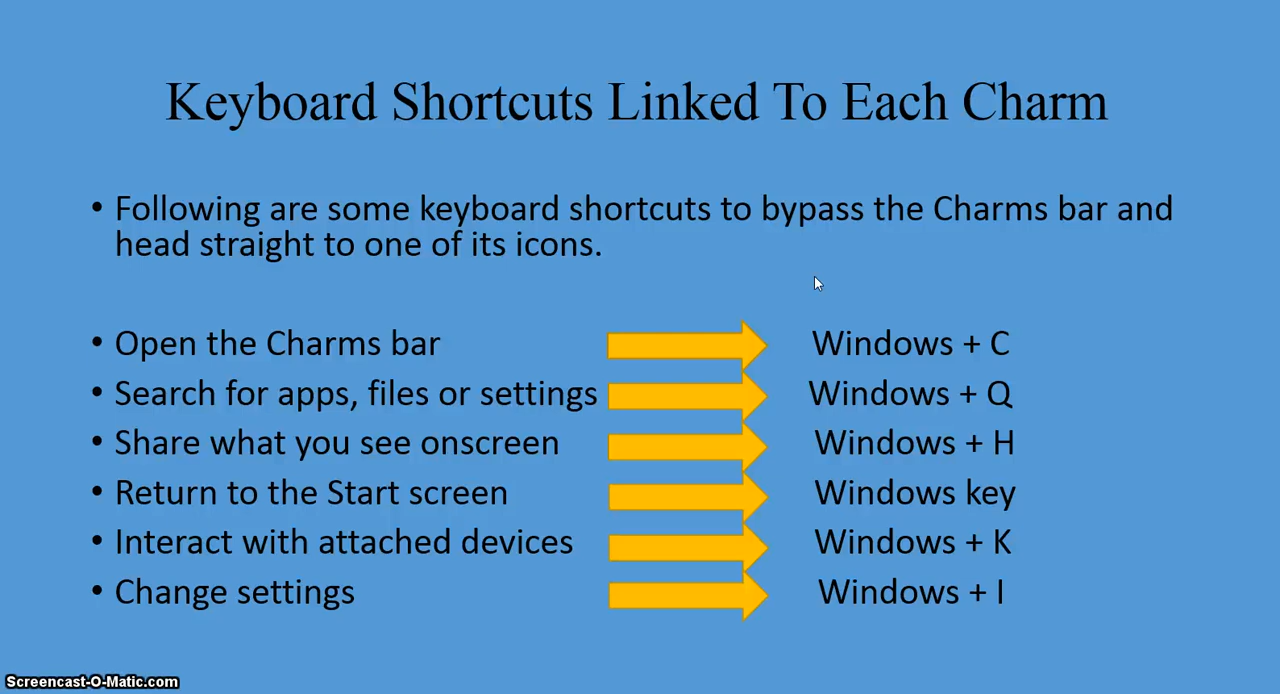 Keyboard Shortcuts Linked To Each Charm
• Following are some keyboard shortcuts to bypass the Charms bar and
head straight to one of its icons.
• Open the Charms bar Windows + C
• Search for apps, files or settings Windows + Q
• Share what you see onscreen Windows + H
• Return to the Start screen Windows key
• Interact with attached devices Windows + K
• Change settings Windows + I
Screencast-O-Matic.com